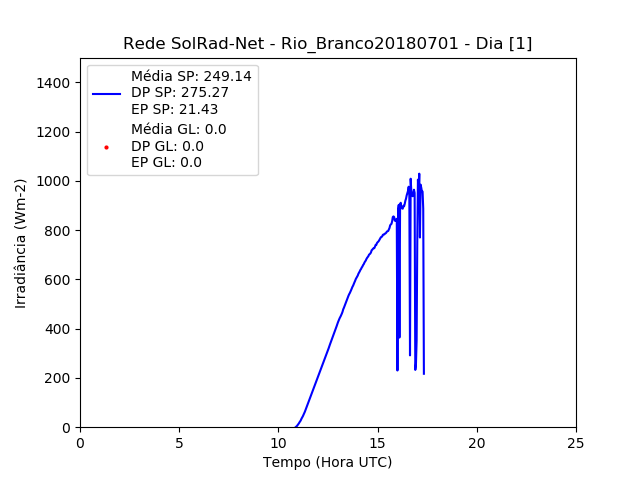 Rede SolRad-Net - Rio_Branco20180701 - Dia [1]
Média SP: 249.14
DP SP: 275.27
EP SP: 21.43
Média GL: 0.0
DP GL: 0.0
EP GL: 0.0
1400
1200
1000
800
600
400
200
0
Irradiância (Wm-2)
0 5 10 15 20 25
Tempo (Hora UTC)